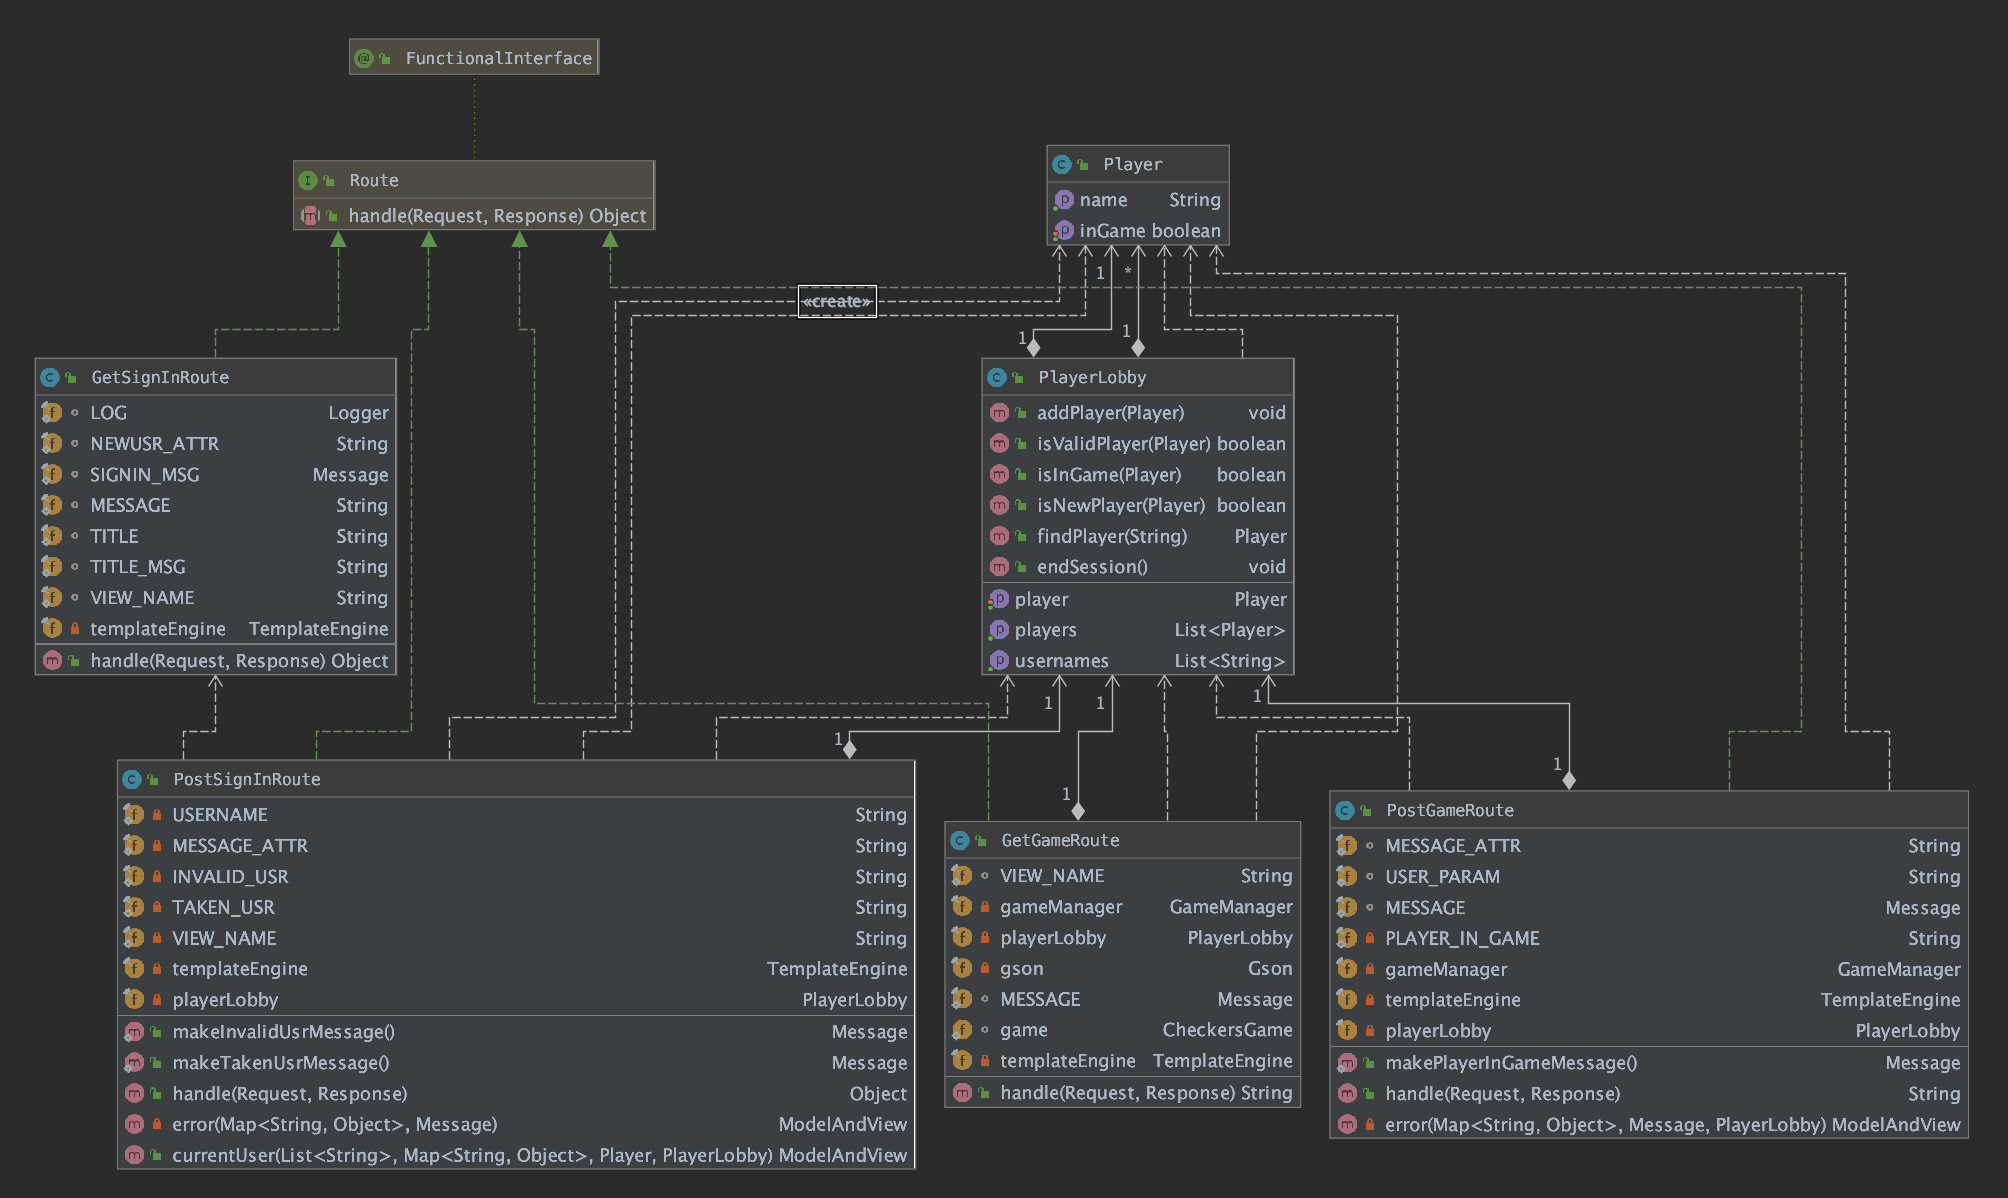 FunctionalInterface
Route
handle(Request, Response) Object
Player
name String
inGame boolean
1 *
«create»
1 1
GetSignInRoute
LOG Logger
NEWUSR_ATTR String
SIGNIN_MSG Message
MESSAGE String
TITLE String
TITLE_MSG String
VIEW_NAME String
templateEngine TemplateEngine
handle(Request, Response) Object
PlayerLobby
addPlayer(Player) void
isValidPlayer(Player) boolean
isInGame(Player) boolean
isNewPlayer(Player) boolean
findPlayer(String) Player
endSession() void
player Player
players List<Player>
usernames List<String>
1 1 1
1
1
1
PostSignInRoute
USERNAME String
MESSAGE_ATTR String
INVALID_USR String
TAKEN_USR String
VIEW_NAME String
templateEngine TemplateEngine
playerLobby PlayerLobby
makeInvalidUsrMessage() Message
makeTakenUsrMessage() Message
handle(Request, Response) Object
error(Map<String, Object>, Message) ModelAndView
currentUser(List<String>, Map<String, Object>, Player, PlayerLobby) ModelAndView
GetGameRoute
VIEW_NAME String
gameManager GameManager
playerLobby PlayerLobby
gson Gson
MESSAGE Message
game CheckersGame
templateEngine TemplateEngine
handle(Request, Response) String
PostGameRoute
MESSAGE_ATTR String
USER_PARAM String
MESSAGE Message
PLAYER_IN_GAME String
gameManager GameManager
templateEngine TemplateEngine
playerLobby PlayerLobby
makePlayerInGameMessage() Message
handle(Request, Response) String
error(Map<String, Object>, Message, PlayerLobby) ModelAndView